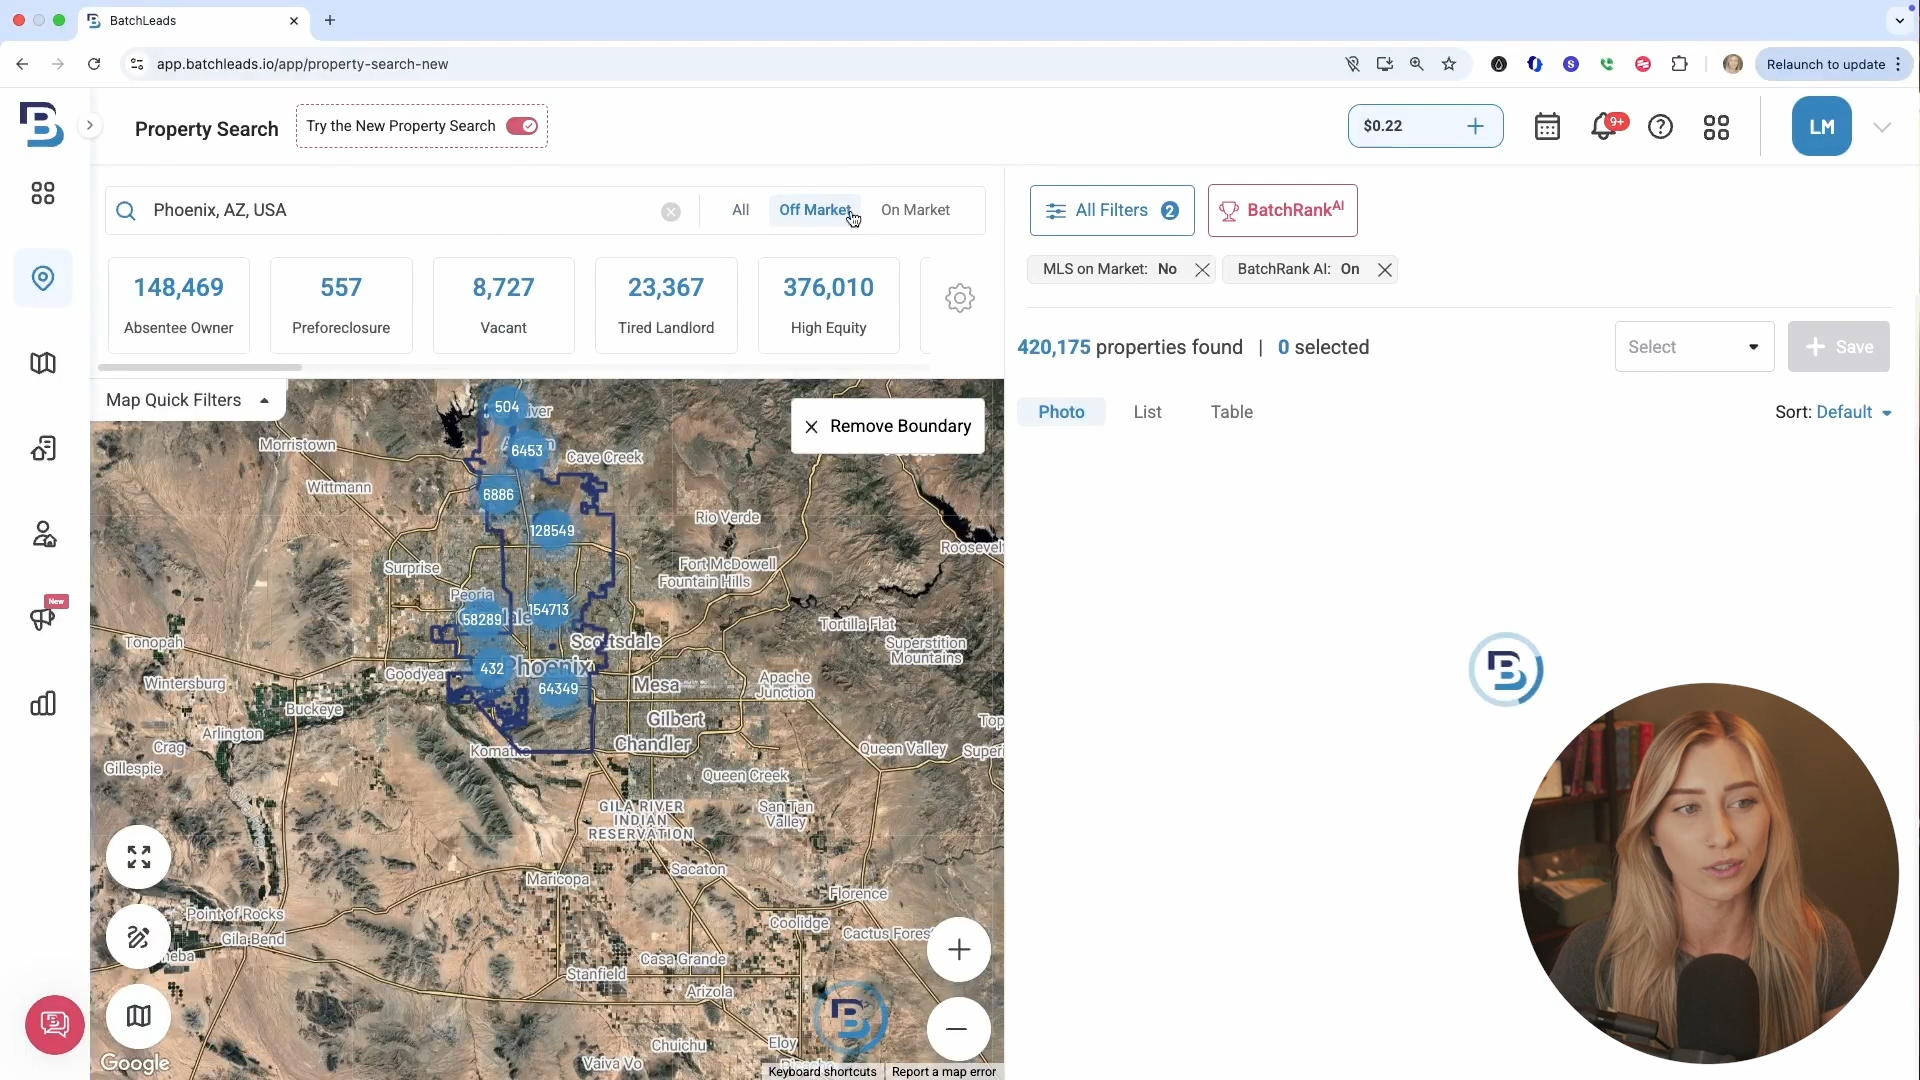 BatchLeads
app.batchleads.io/app/property-search-new
Relaunch to update
Property Search
Try the New Property Search
$0.22
9+
LM
Phoenix, AZ, USA
All
Off Market
On Market
All Filters 2
BatchRankAI
MLS on Market: No
BatchRank AI: On
148,469
Absentee Owner
557
Preforeclosure
8,727
Vacant
23,367
Tired Landlord
376,010
High Equity
420,175 properties found | 0 selected
Select
Save
Map Quick Filters
Remove Boundary
Photo
List
Table
Sort: Default
504
6453
6886
128549
154713
58289
432
64349
Morristown
Cave Creek
Wittmann
Rio Verde
Surprise
Fort McDowell
Fountain Hills
Peoria
Scottsdale
Tortilla Flat
Superstition
Mountains
Tonopah
Wintersburg
Goodyear
Phoenix
Mesa
Apache
Junction
Buckeye
Gilbert
Arlington
Chandler
Queen Valley
Crag
Gillespie
Queen Creek
San Tan
Valley
GILA RIVER
INDIAN
RESERVATION
Maricopa
Sacaton
Florence
Point of Rocks
Gila Bend
Coolidge
Casa Grande
Stanfield
Arizola
Chuichu
Eloy
Vaiva Vo
New
Google
Keyboard shortcuts
Report a map error